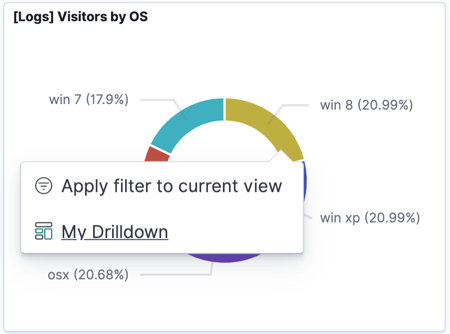 [Logs] Visitors by OS
win 7 (17.9%)
win 8 (20.99%)
Apply filter to current view
win xp (20.99%)
My Drilldown
osx (20.68%)